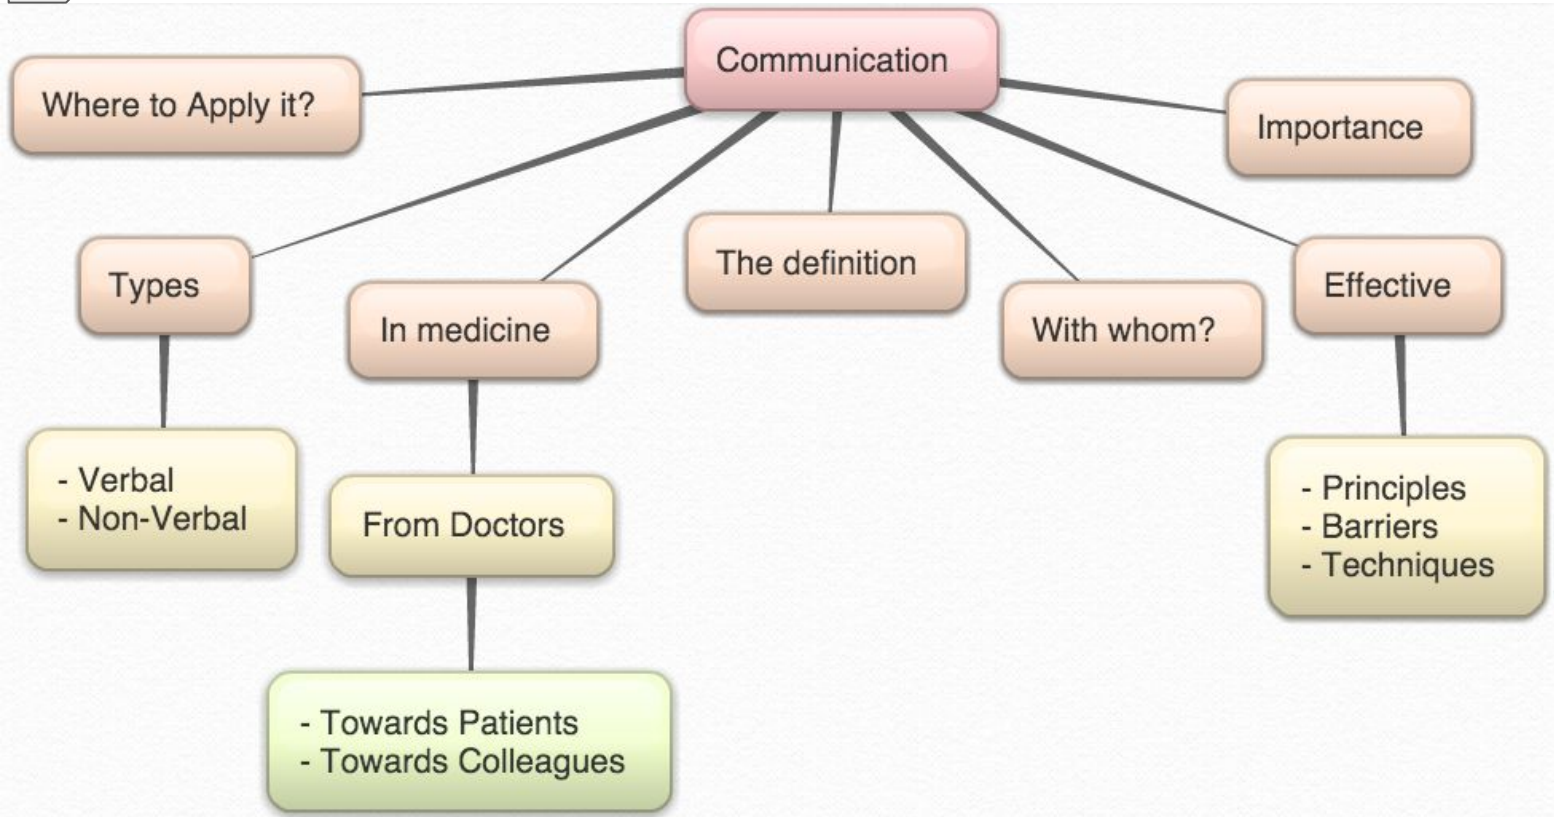 Communication
Where to Apply it?
Importance
Types
In medicine
The definition
With whom?
Effective
- Verbal
- Non-Verbal
From Doctors
- Principles
- Barriers
- Techniques
- Towards Patients
- Towards Colleagues